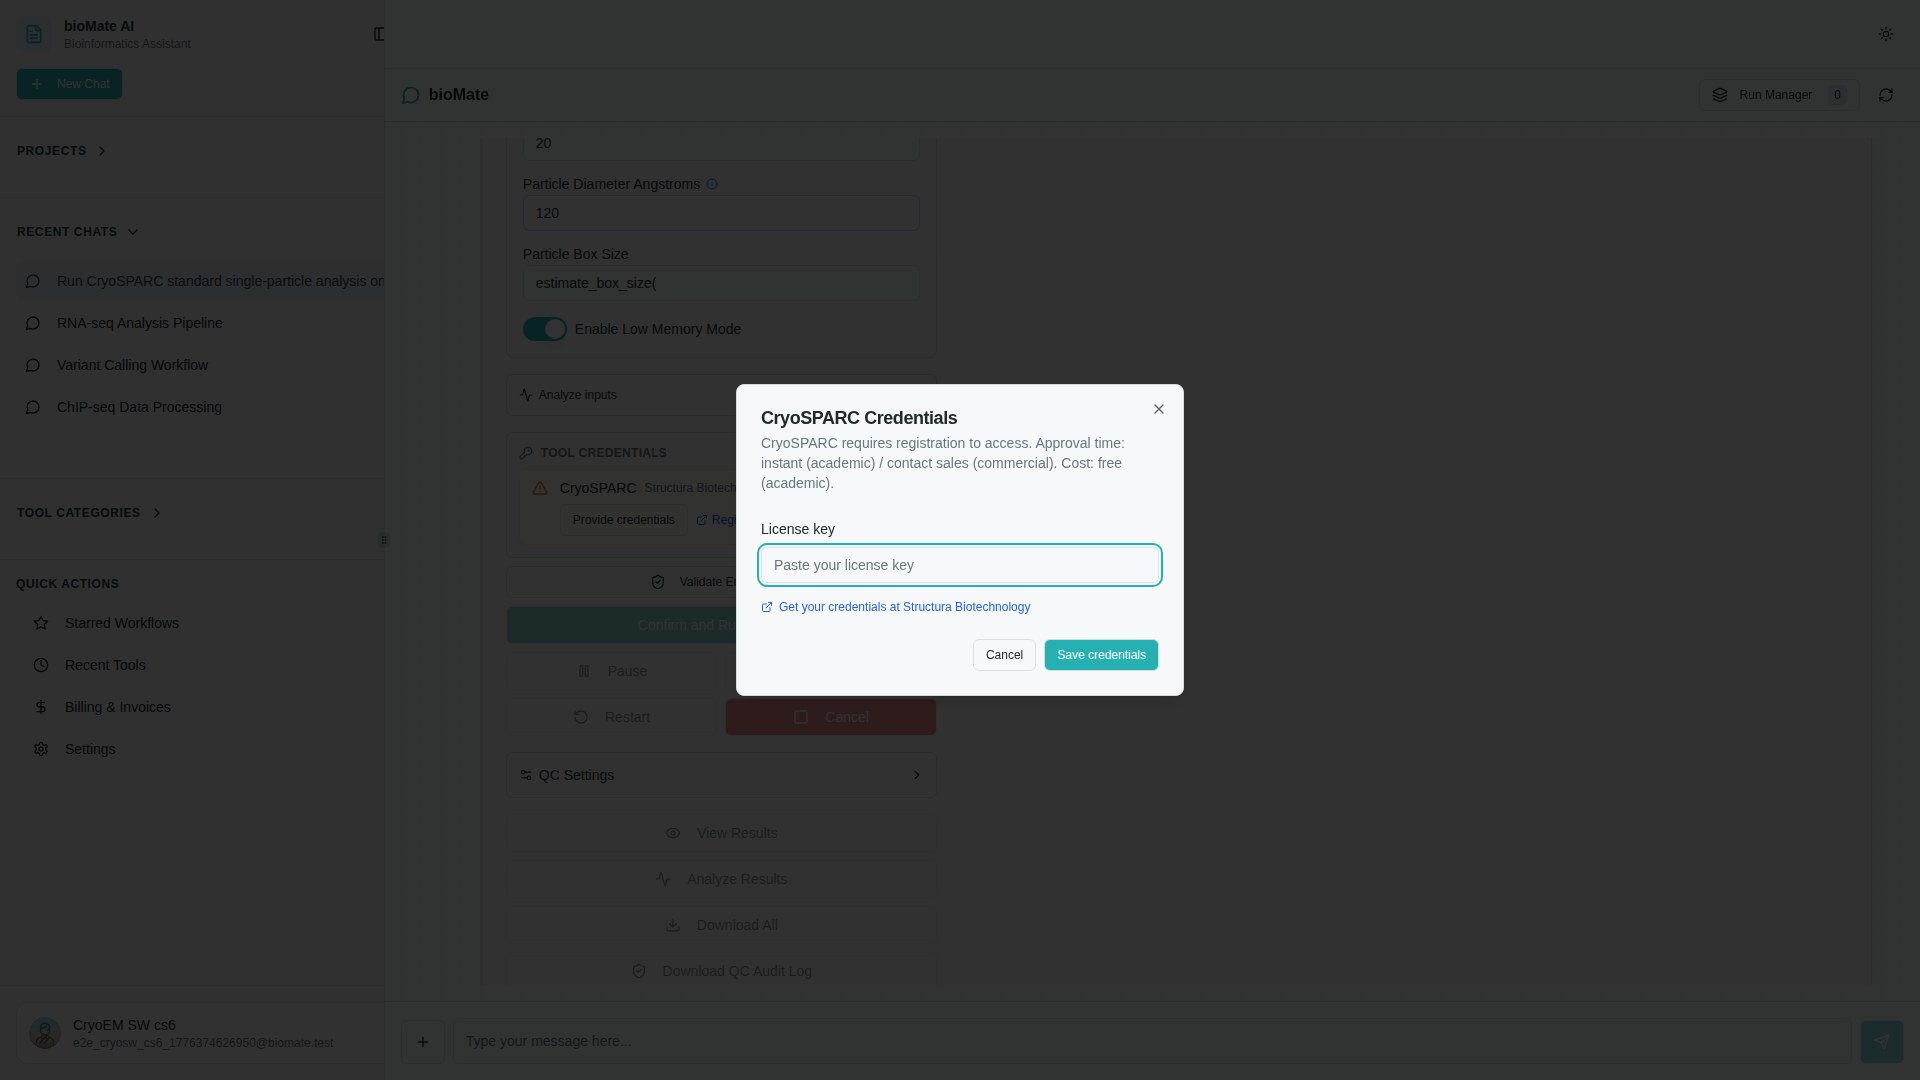 bioMate AI
Bioinformatics Assistant
New Chat
PROJECTS
RECENT CHATS
Run CryoSPARC standard single-particle analysis on
RNA-seq Analysis Pipeline
Variant Calling Workflow
ChIP-seq Data Processing
TOOL CATEGORIES
QUICK ACTIONS
Starred Workflows
Recent Tools
Billing & Invoices
Settings
CryoEM SW cs6
e2e_cryosw_cs6_1776374626950@biomate.test
bioMate
Run Manager 0
20
Particle Diameter Angstroms
120
Particle Box Size
estimate_box_size(
Enable Low Memory Mode
Analyze inputs
TOOL CREDENTIALS
CryoSPARC Structura Biotech
Provide credentials
Validate
Confirm and
Pause
Restart
Cancel
QC Settings
View Results
Analyze Results
Download All
Download QC Audit Log
Type your message here...
CryoSPARC Credentials
CryoSPARC requires registration to access. Approval time:
instant (academic) / contact sales (commercial). Cost: free
(academic).
License key
Paste your license key
Get your credentials at Structura Biotechnology
Cancel
Save credentials